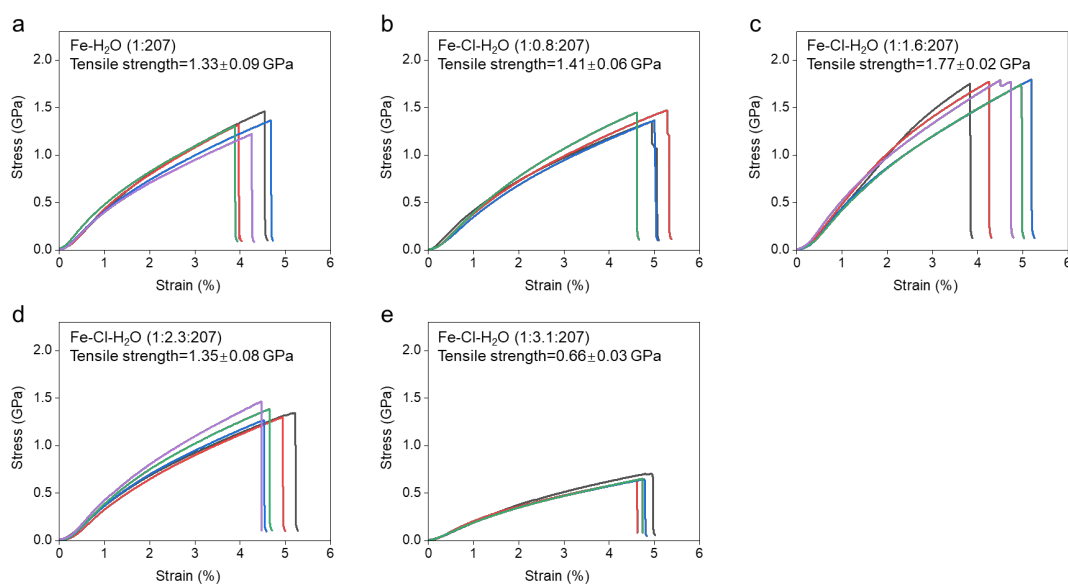 a
Fe-H₂O (1:207)
Tensile strength=1.33±0.09 GPa
Stress (GPa)
2.0
1.5
1.0
0.5
0.0
0 1 2 3 4 5 6
Strain (%)
b
Fe-Cl-H₂O (1:0.8:207)
Tensile strength=1.41±0.06 GPa
Stress (GPa)
2.0
1.5
1.0
0.5
0.0
0 1 2 3 4 5 6
Strain (%)
c
Fe-Cl-H₂O (1:1.6:207)
Tensile strength=1.77±0.02 GPa
Stress (GPa)
2.0
1.5
1.0
0.5
0.0
0 1 2 3 4 5 6
Strain (%)
d
Fe-Cl-H₂O (1:2.3:207)
Tensile strength=1.35±0.08 GPa
Stress (GPa)
2.0
1.5
1.0
0.5
0.0
0 1 2 3 4 5 6
Strain (%)
e
Fe-Cl-H₂O (1:3.1:207)
Tensile strength=0.66±0.03 GPa
Stress (GPa)
2.0
1.5
1.0
0.5
0.0
0 1 2 3 4 5 6
Strain (%)